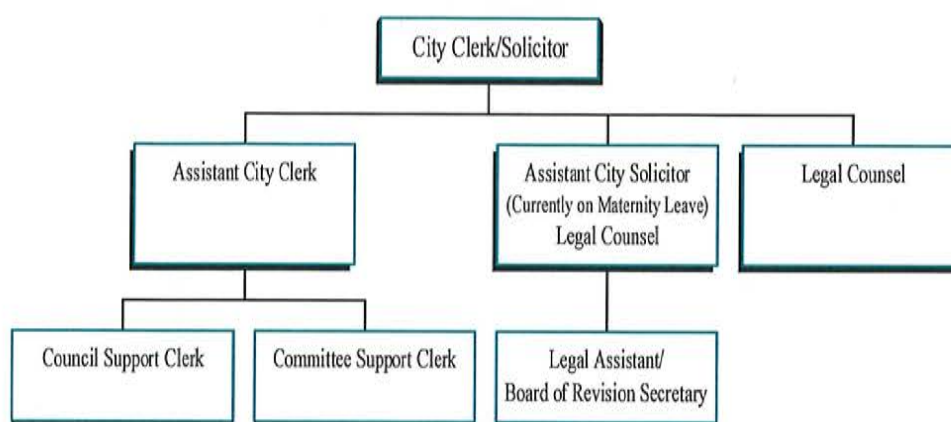 City Clerk/Solicitor
Assistant City Clerk
Assistant City Solicitor
(Currently on Maternity Leave)
Legal Counsel
Legal Counsel
Council Support Clerk
Committee Support Clerk
Legal Assistant/
Board of Revision Secretary